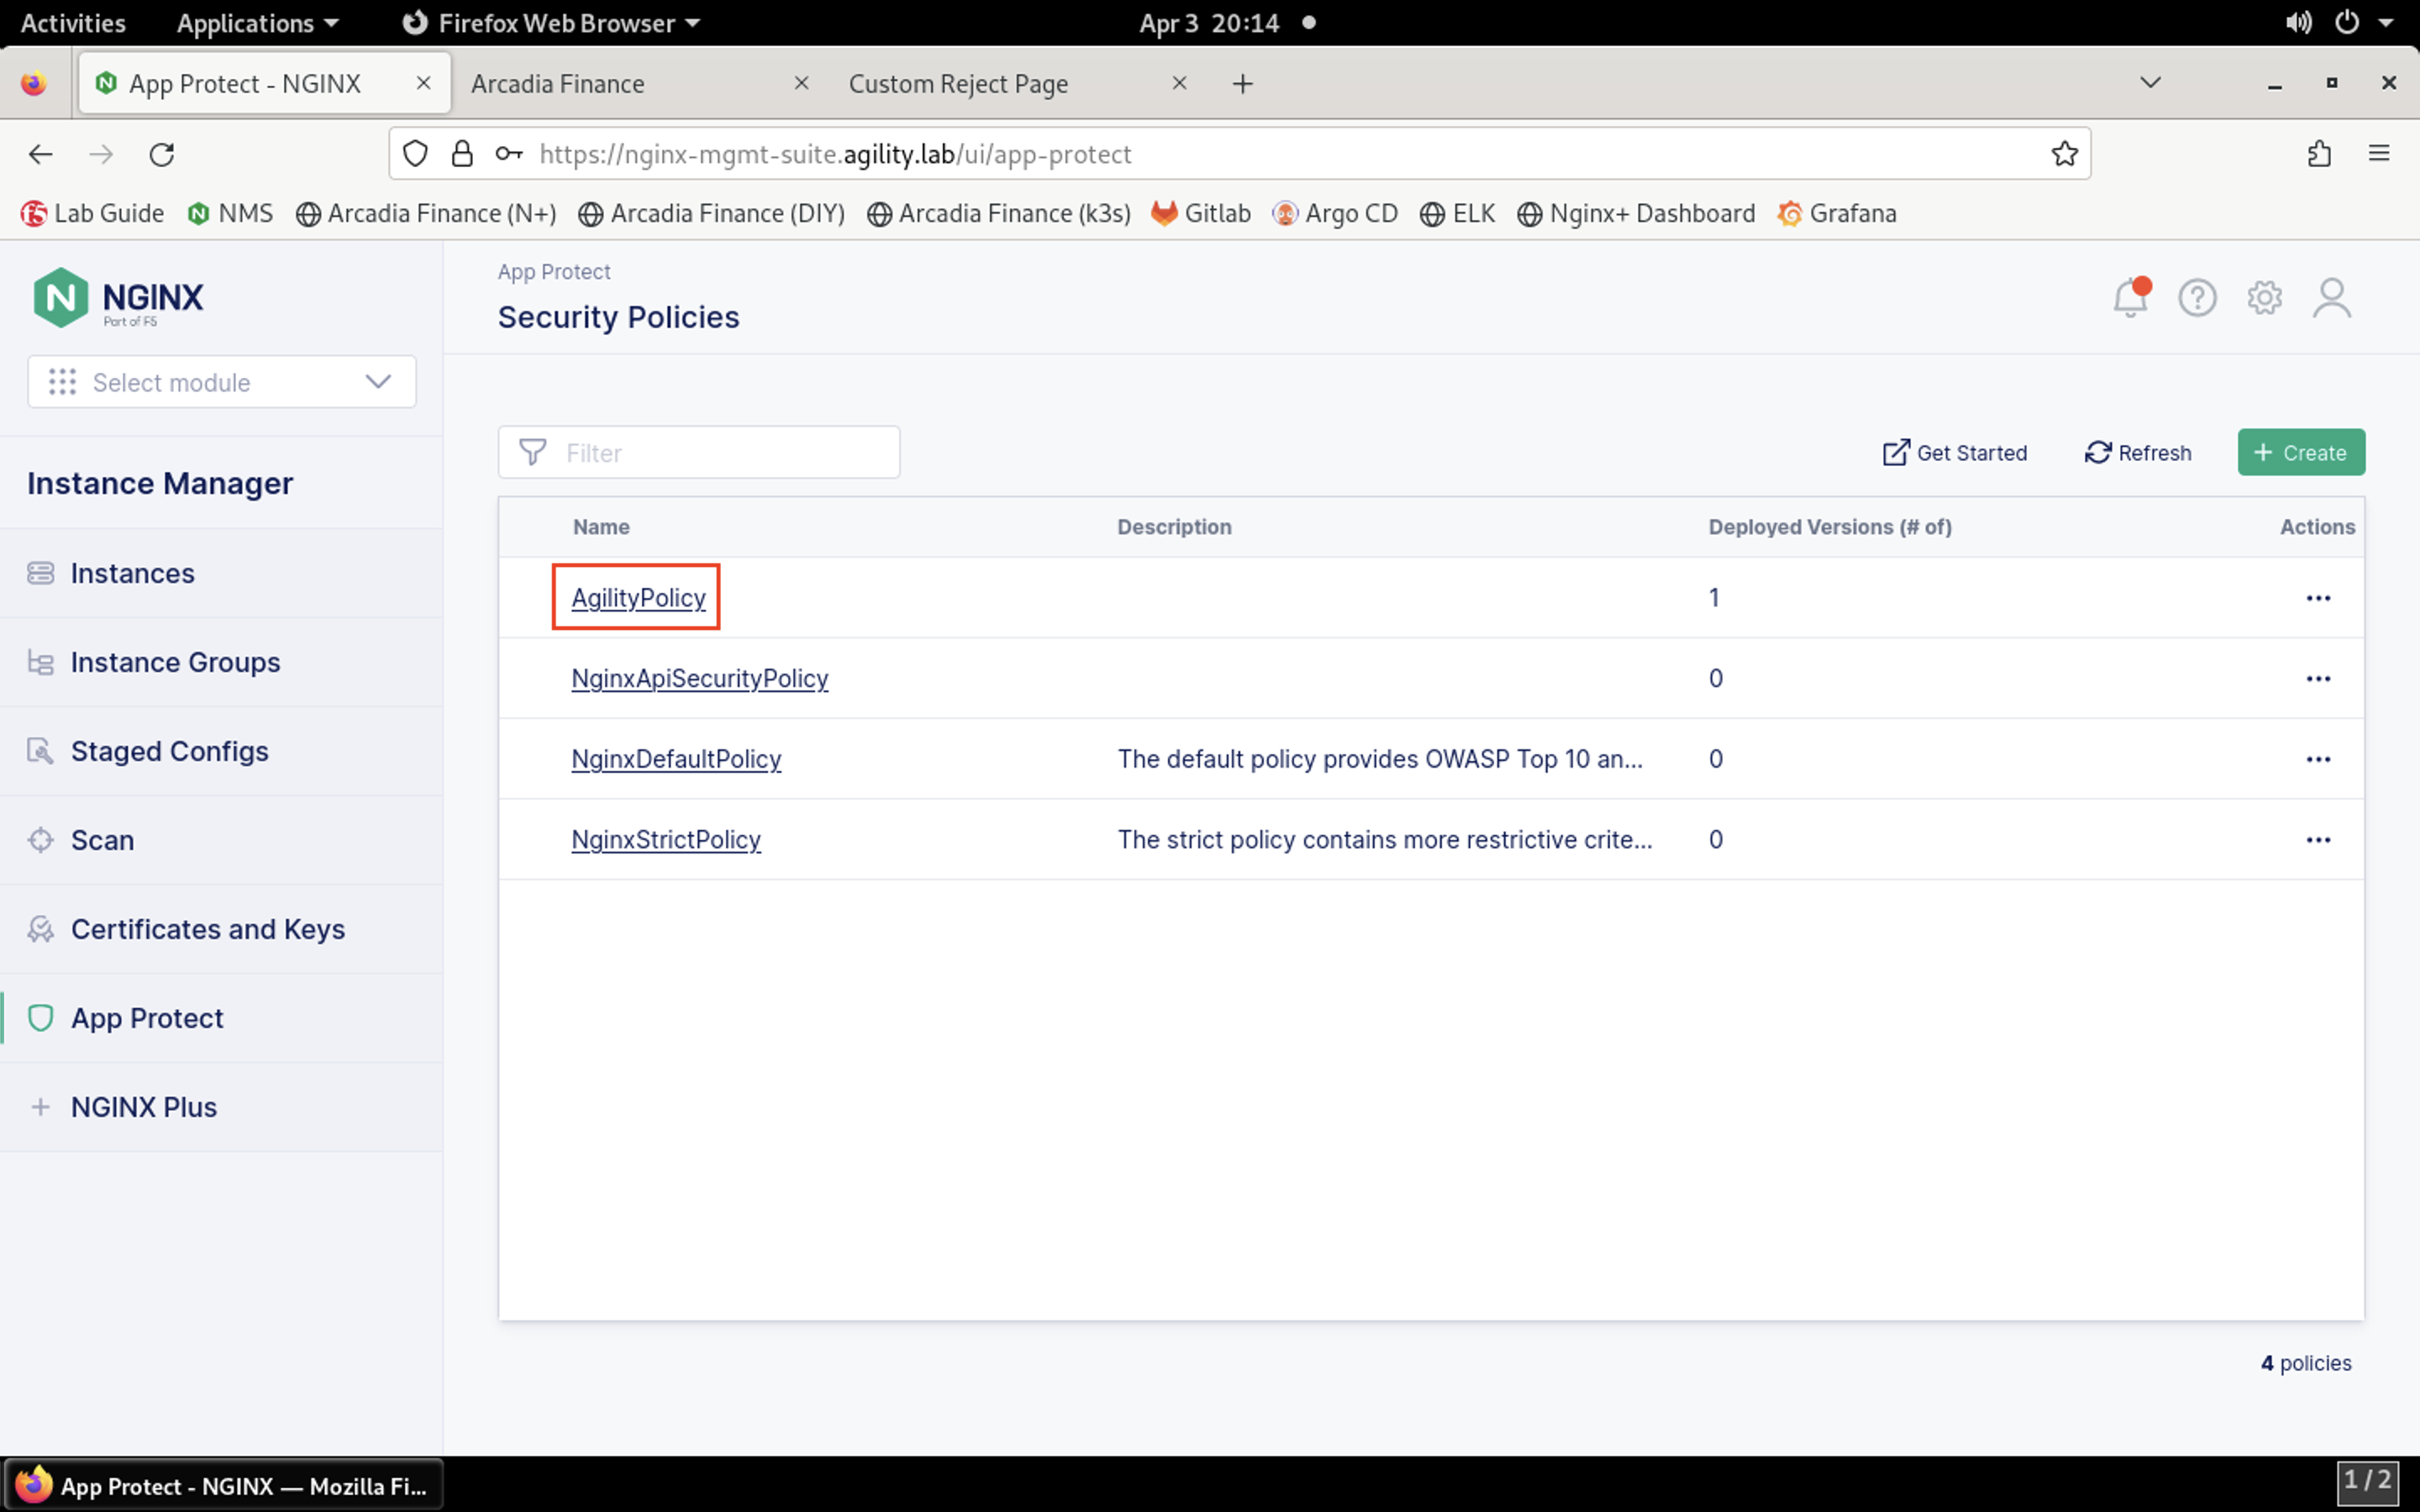 Activities Applications Firefox Web Browser Apr 3 20:14
App Protect - NGINX Arcadia Finance Custom Reject Page
https://nginx-mgmt-suite.agility.lab/ui/app-protect
Lab Guide NMS Arcadia Finance (N+) Arcadia Finance (DIY) Arcadia Finance (k3s) Gitlab Argo CD ELK Nginx+ Dashboard Grafana
NGINX
Part of F5
Select module
Instance Manager
Instances
Instance Groups
Staged Configs
Scan
Certificates and Keys
App Protect
NGINX Plus
App Protect
Security Policies
Filter Get Started Refresh + Create
Name Description Deployed Versions (# of) Actions
AgilityPolicy 1 ...
NginxApiSecurityPolicy 0 ...
NginxDefaultPolicy The default policy provides OWASP Top 10 an... 0 ...
NginxStrictPolicy The strict policy contains more restrictive crite... 0 ...
4 policies
App Protect - NGINX — Mozilla Fi... 1 / 2